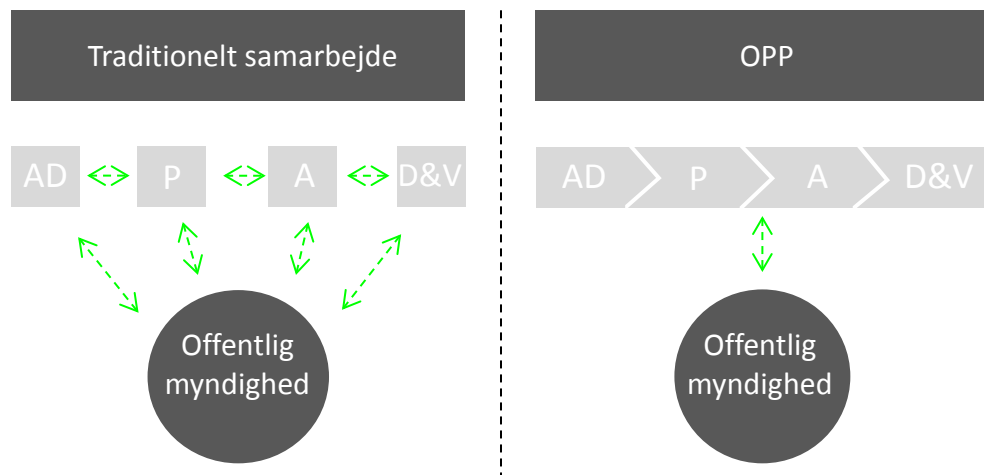 Traditionelt samarbejde
AD
P
A
D&V
Offentlig
myndighed
OPP
AD
P
A
D&V
Offentlig
myndighed